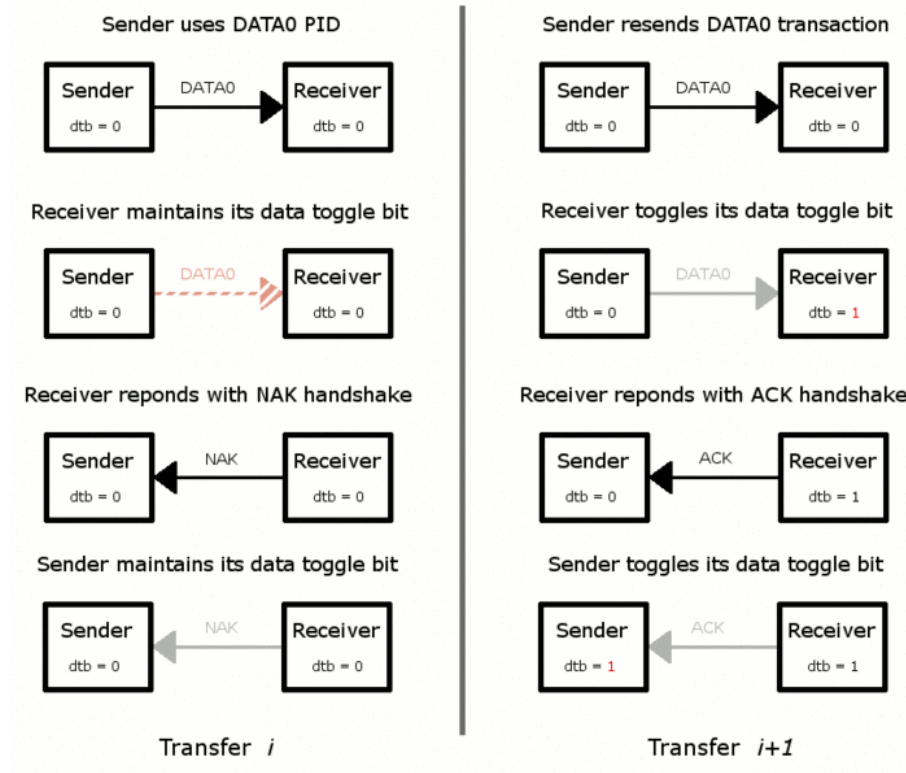 Sender uses DATA0 PID
Sender
dtb = 0
DATA0
Receiver
dtb = 0
Receiver maintains its data toggle bit
Sender
dtb = 0
DATA0
Receiver
dtb = 0
Receiver reponds with NAK handshake
Sender
dtb = 0
NAK
Receiver
dtb = 0
Sender maintains its data toggle bit
Sender
dtb = 0
NAK
Receiver
dtb = 0
Transfer i
Sender resends DATA0 transaction
Sender
dtb = 0
DATA0
Receiver
dtb = 0
Receiver toggles its data toggle bit
Sender
dtb = 0
DATA0
Receiver
dtb = 1
Receiver reponds with ACK handshake
Sender
dtb = 0
ACK
Receiver
dtb = 1
Sender toggles its data toggle bit
Sender
dtb = 1
ACK
Receiver
dtb = 1
Transfer i+1